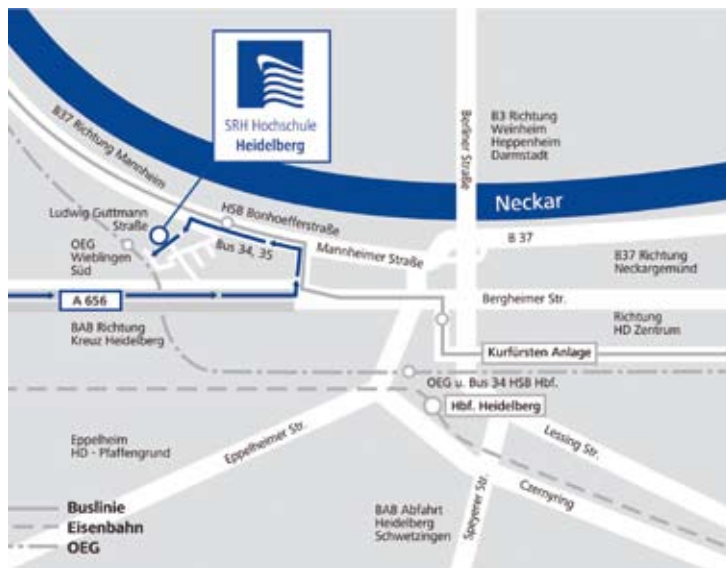 SRH Hochschule
Heidelberg
B37 Richtung Mannheim
Berliner Straße
B3 Richtung
Weinheim
Heppenheim
Darmstadt
Neckar
Ludwig Guttmann
Straße
HSB Bonhoefferstraße
Bus 34, 35
Mannheimer Straße
B 37
OEG
Wieblingen
Süd
B37 Richtung
Neckargemünd
A 656
Bergheimer Str.
BAB Richtung
Kreuz Heidelberg
Richtung
HD Zentrum
Kurfürsten Anlage
OEG u. Bus 34 HSB Hbf.
Hbf. Heidelberg
Eppelheim
HD - Pfaffengrund
Eppelheimer Str.
Lessing Str.
Czernyring
Speyerer Str.
BAB Abfahrt
Heidelberg
Schwetzingen
Buslinie
Eisenbahn
OEG